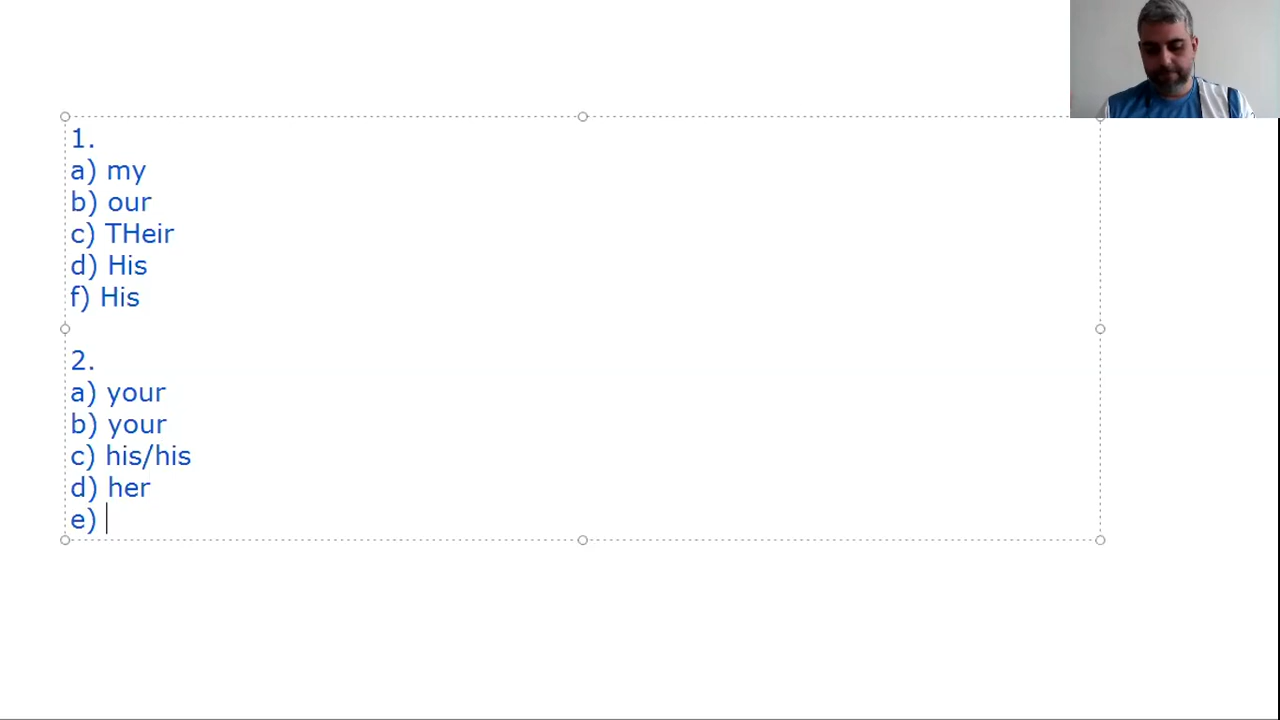 1.
a) my
b) our
c) THeir
d) His
f) His
2.
a) your
b) your
c) his/his
d) her
e)